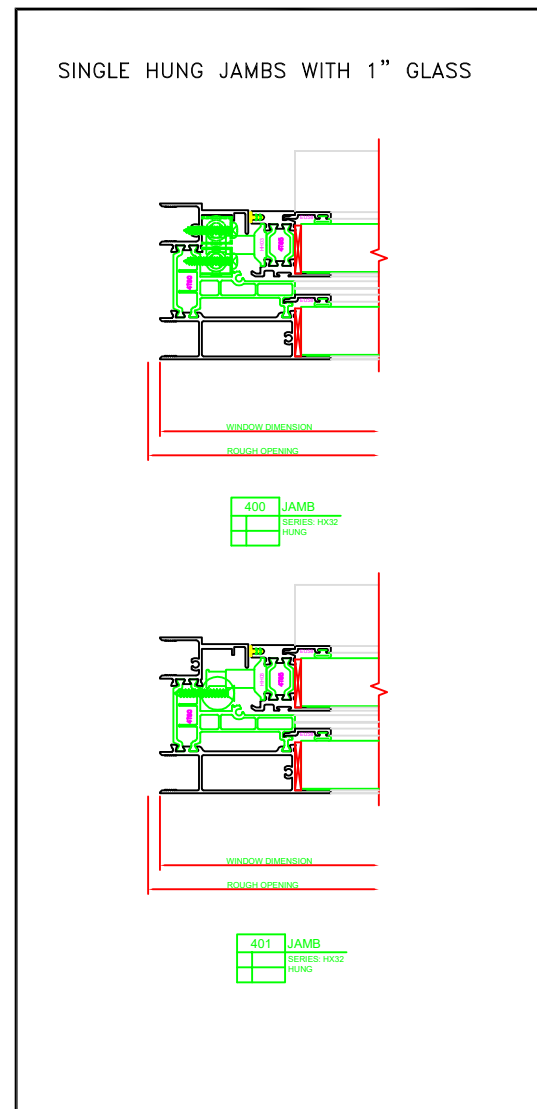 SINGLE HUNG JAMBS WITH 1” GLASS
WINDOW DIMENSION
ROUGH OPENING
400 JAMB
SERIES: HX32
HUNG
WINDOW DIMENSION
ROUGH OPENING
401 JAMB
SERIES: HX32
HUNG